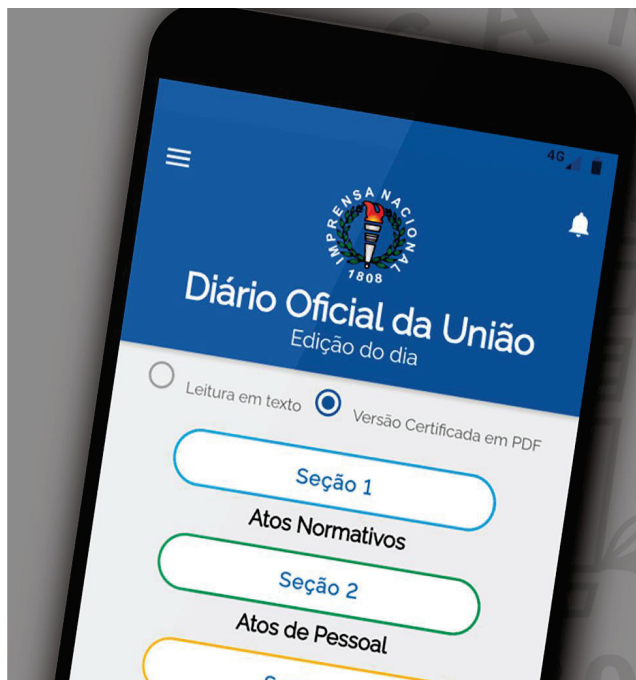 4G
IMPRENSA NACIONAL
1808
Diário Oficial da União
Edição do dia
Leitura em texto
Versão Certificada em PDF
Seção 1
Atos Normativos
Seção 2
Atos de Pessoal